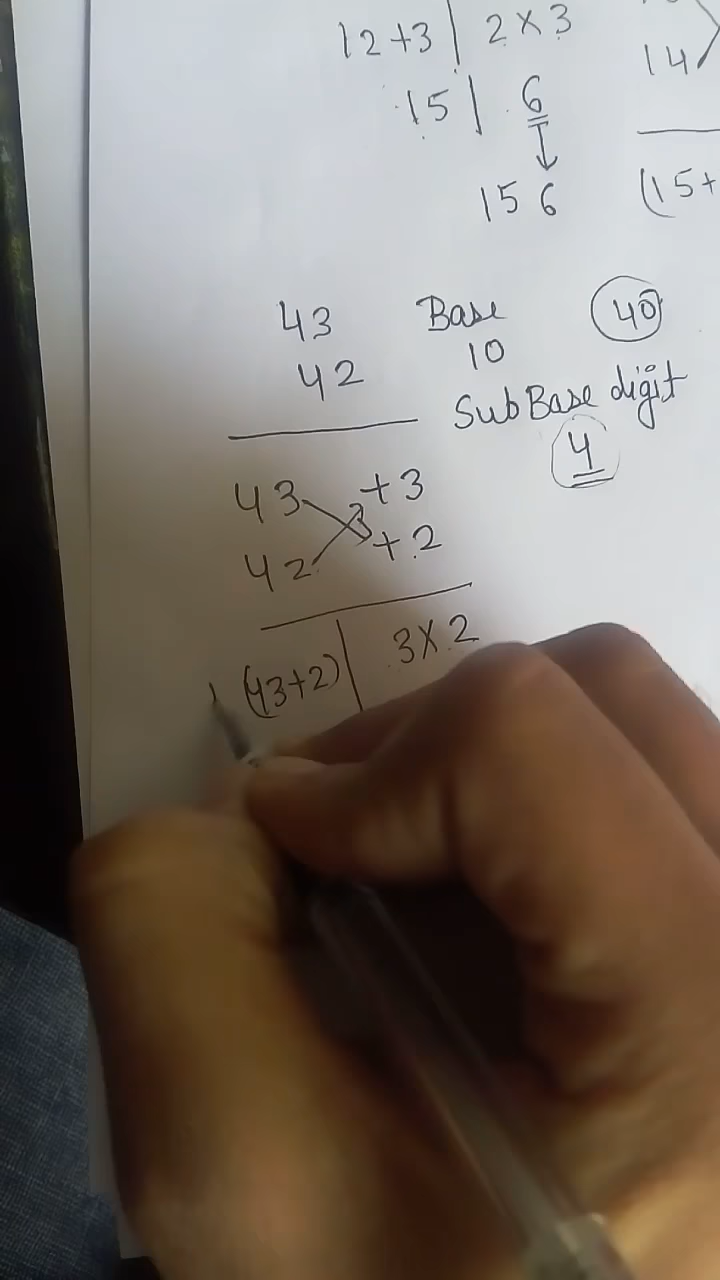 12+3 | 2×3
15 | 6
156
14
(15+
43 Base 40
42 10
SubBase digit
4
43 +3
42 +2
(43+2) | 3×2